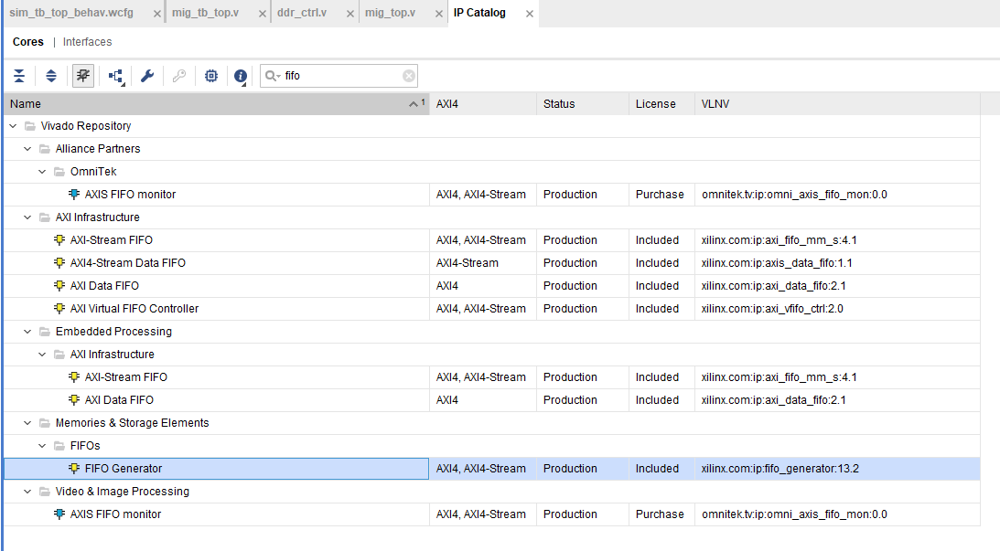 sim_tb_top_behav.wcfg × mig_tb_top.v × ddr_ctrl.v × mig_top.v × IP Catalog ×
Cores | Interfaces
fifo
Name 1 AXI4 Status License VLNV
Vivado Repository
Alliance Partners
OmniTek
AXIS FIFO monitor AXI4, AXI4-Stream Production Purchase omnitek.tv:ip:omni_axis_fifo_mon:0.0
AXI Infrastructure
AXI-Stream FIFO AXI4, AXI4-Stream Production Included xilinx.com:ip:axi_fifo_mm_s:4.1
AXI4-Stream Data FIFO AXI4-Stream Production Included xilinx.com:ip:axis_data_fifo:1.1
AXI Data FIFO AXI4 Production Included xilinx.com:ip:axi_data_fifo:2.1
AXI Virtual FIFO Controller AXI4, AXI4-Stream Production Included xilinx.com:ip:axi_vfifo_ctrl:2.0
Embedded Processing
AXI Infrastructure
AXI-Stream FIFO AXI4, AXI4-Stream Production Included xilinx.com:ip:axi_fifo_mm_s:4.1
AXI Data FIFO AXI4 Production Included xilinx.com:ip:axi_data_fifo:2.1
Memories & Storage Elements
FIFOs
FIFO Generator AXI4, AXI4-Stream Production Included xilinx.com:ip:fifo_generator:13.2
Video & Image Processing
AXIS FIFO monitor AXI4, AXI4-Stream Production Purchase omnitek.tv:ip:omni_axis_fifo_mon:0.0